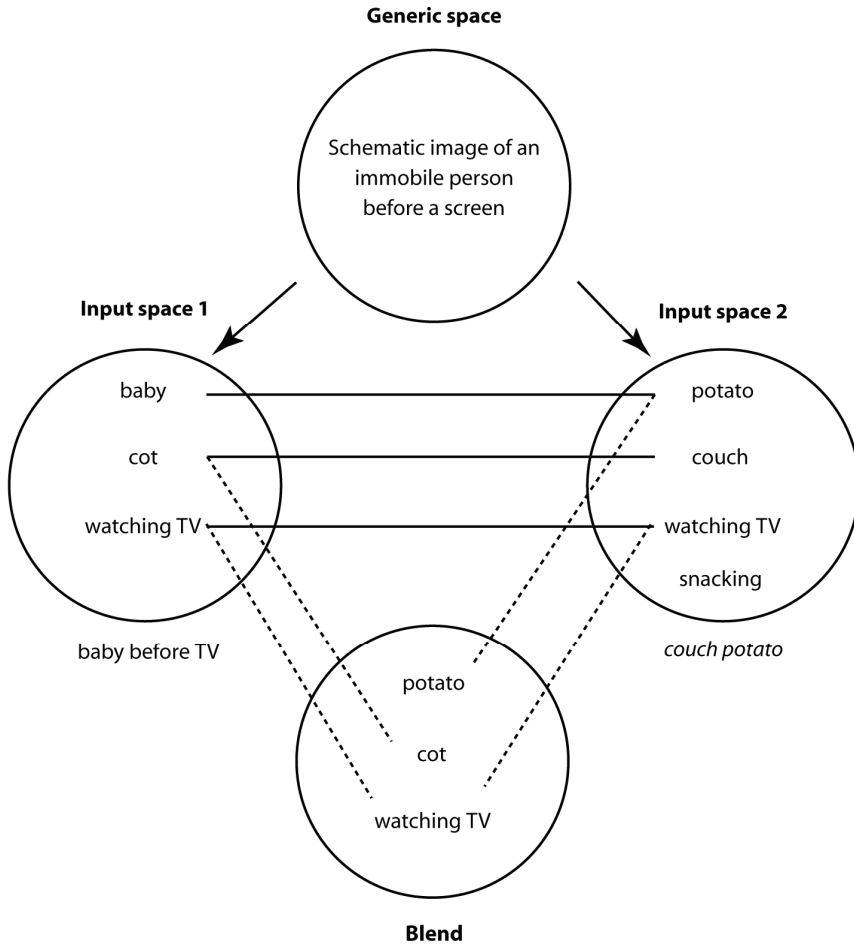 Generic space
Schematic image of an
immobile person
before a screen
Input space 1
baby
cot
watching TV
baby before TV
Input space 2
potato
couch
watching TV
snacking
couch potato
potato
cot
watching TV
Blend